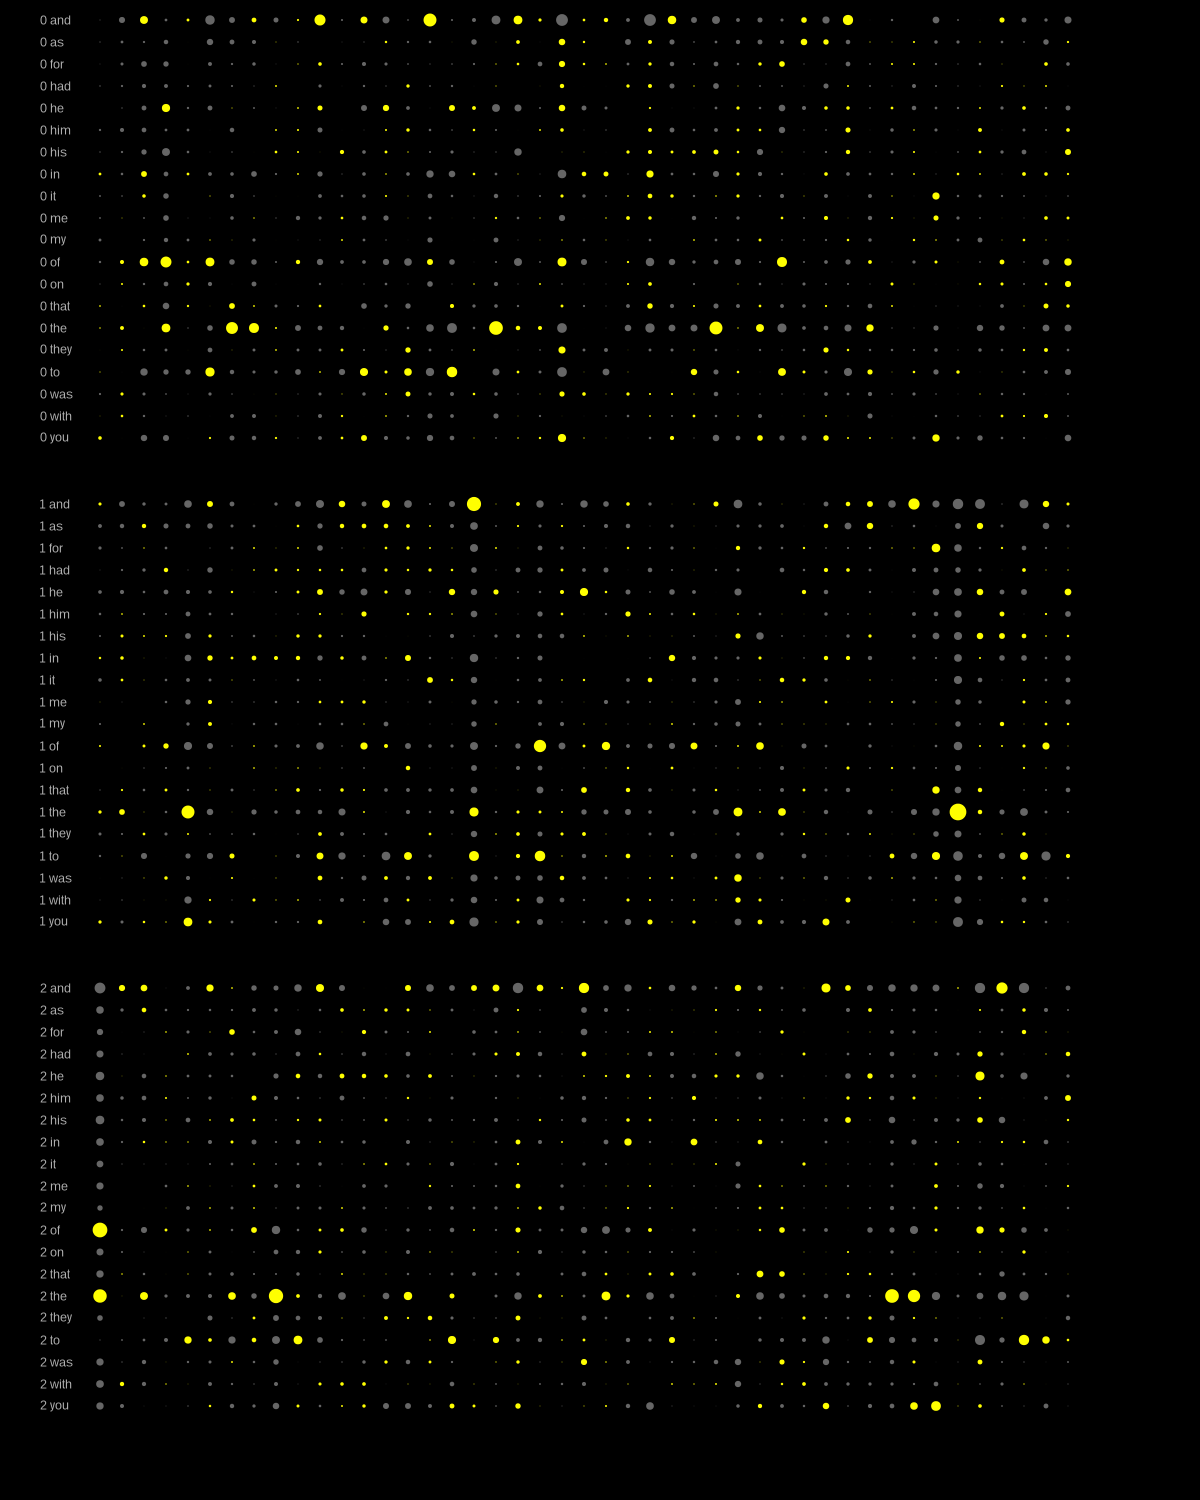 0 and
0 as
0 for
0 had
0 he
0 him
0 his
0 in
0 it
0 me
0 my
0 of
0 on
0 that
0 the
0 they
0 to
0 was
0 with
0 you
1 and
1 as
1 for
1 had
1 he
1 him
1 his
1 in
1 it
1 me
1 my
1 of
1 on
1 that
1 the
1 they
1 to
1 was
1 with
1 you
2 and
2 as
2 for
2 had
2 he
2 him
2 his
2 in
2 it
2 me
2 my
2 of
2 on
2 that
2 the
2 they
2 to
2 was
2 with
2 you